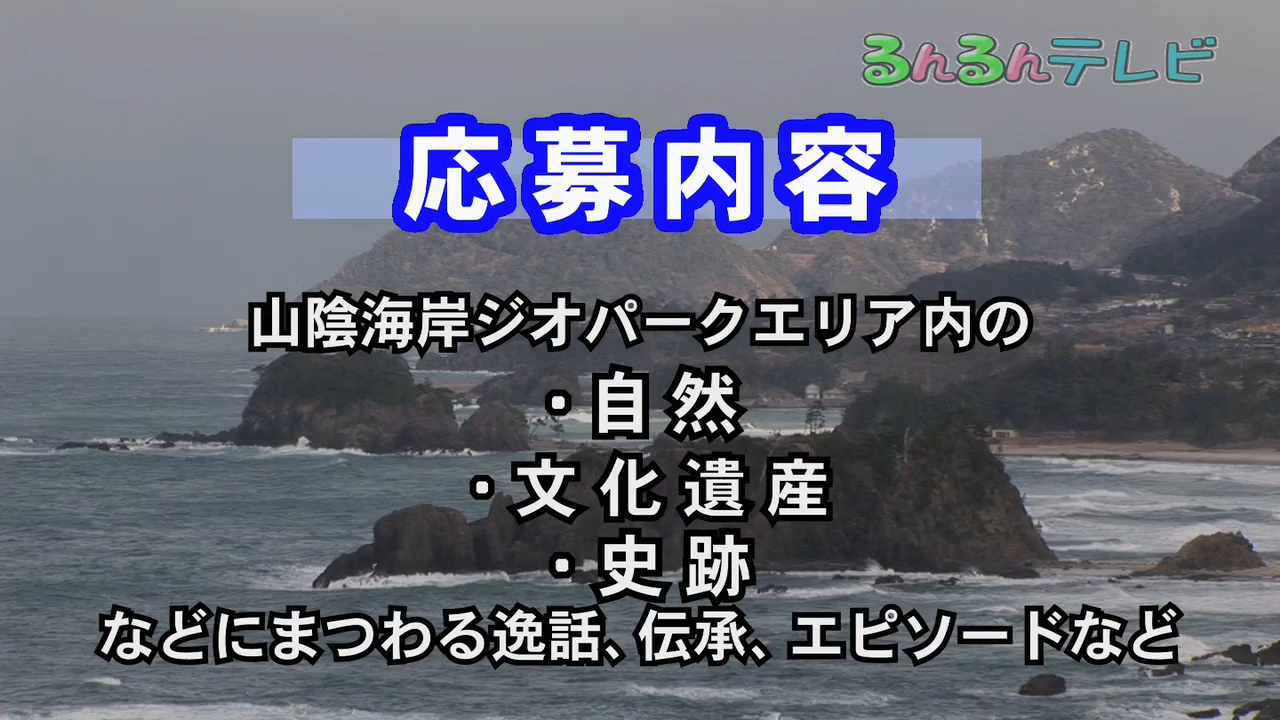 るんるんテレビ
応募内容
山陰海岸ジオパークエリア内の
・自然
・文化遺産
・史跡
などにまつわる逸話、伝承、エピソードなど